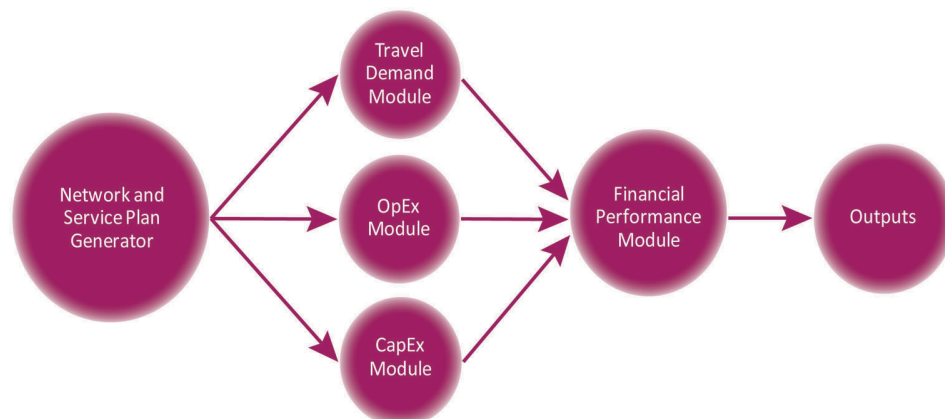 Network and
Service Plan
Generator
Travel
Demand
Module
OpEx
Module
CapEx
Module
Financial
Performance
Module
Outputs